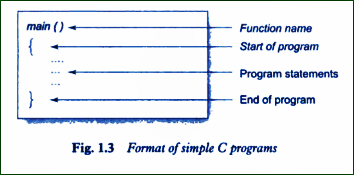 main ( ) Function name
{ Start of program
....
... Program statements
...
} End of program
Fig. 1.3 Format of simple C programs